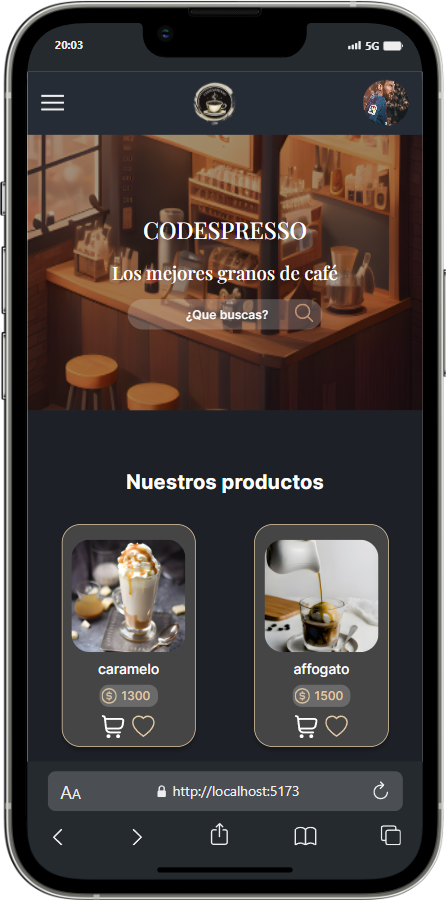 20:03
5G
CODESPRESSO
Los mejores granos de café
¿Que buscas?
Nuestros productos
caramelo
affogato
1300
1500
AA
http://localhost:5173